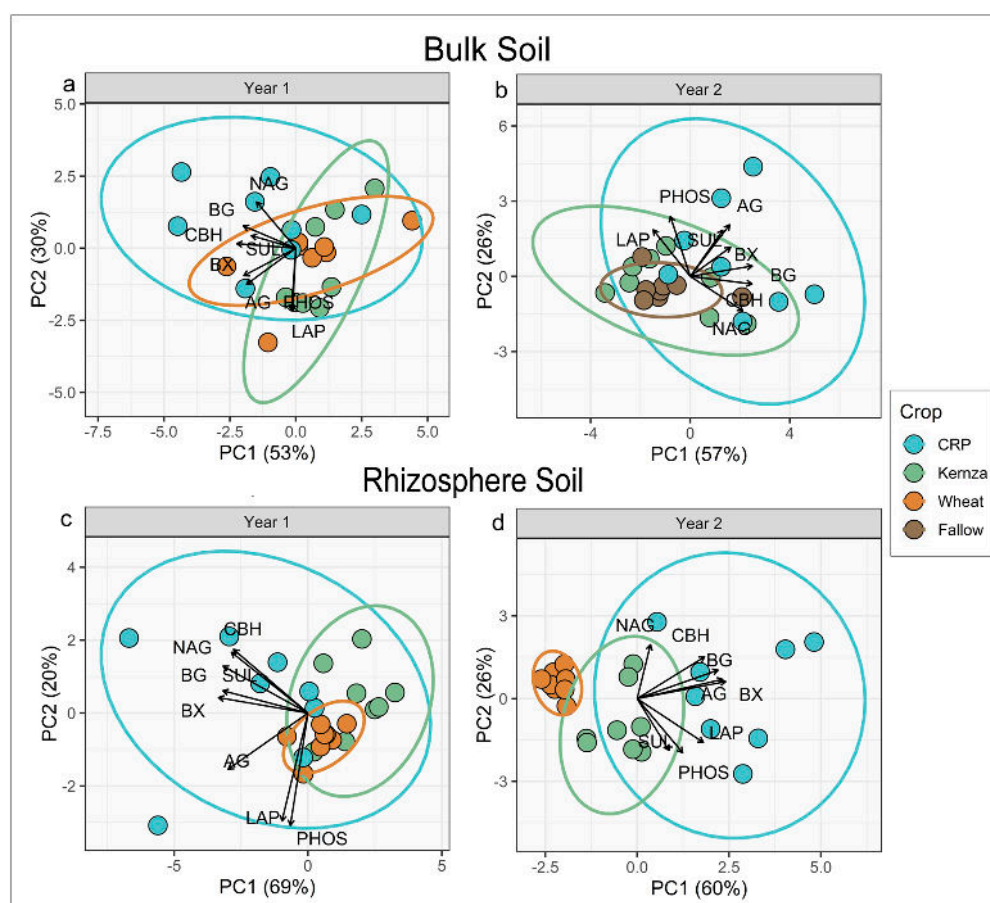 Bulk Soil
a
Year 1
5.0
2.5
0.0
-2.5
-5.0
PC2 (30%)
NAG
BG
CBH
SUL
BX
AG
PHOS
LAP
-7.5
-5.0
-2.5
0.0
2.5
5.0
PC1 (53%)
b
Year 2
6
3
0
-3
PC2 (26%)
PHOS
AG
LAP
SUL
BX
BG
CBH
NAG
-4
0
4
PC1 (57%)
Crop
CRP
Kernza
Wheat
Fallow
Rhizosphere Soil
c
Year 1
4
2
0
-2
PC2 (20%)
CBH
NAG
BG
SUL
BX
AG
LAP
PHOS
-5
0
5
PC1 (69%)
d
Year 2
3
0
-3
PC2 (26%)
NAG
CBH
BG
AG
BX
SUL
LAP
PHOS
-2.5
0.0
2.5
5.0
PC1 (60%)